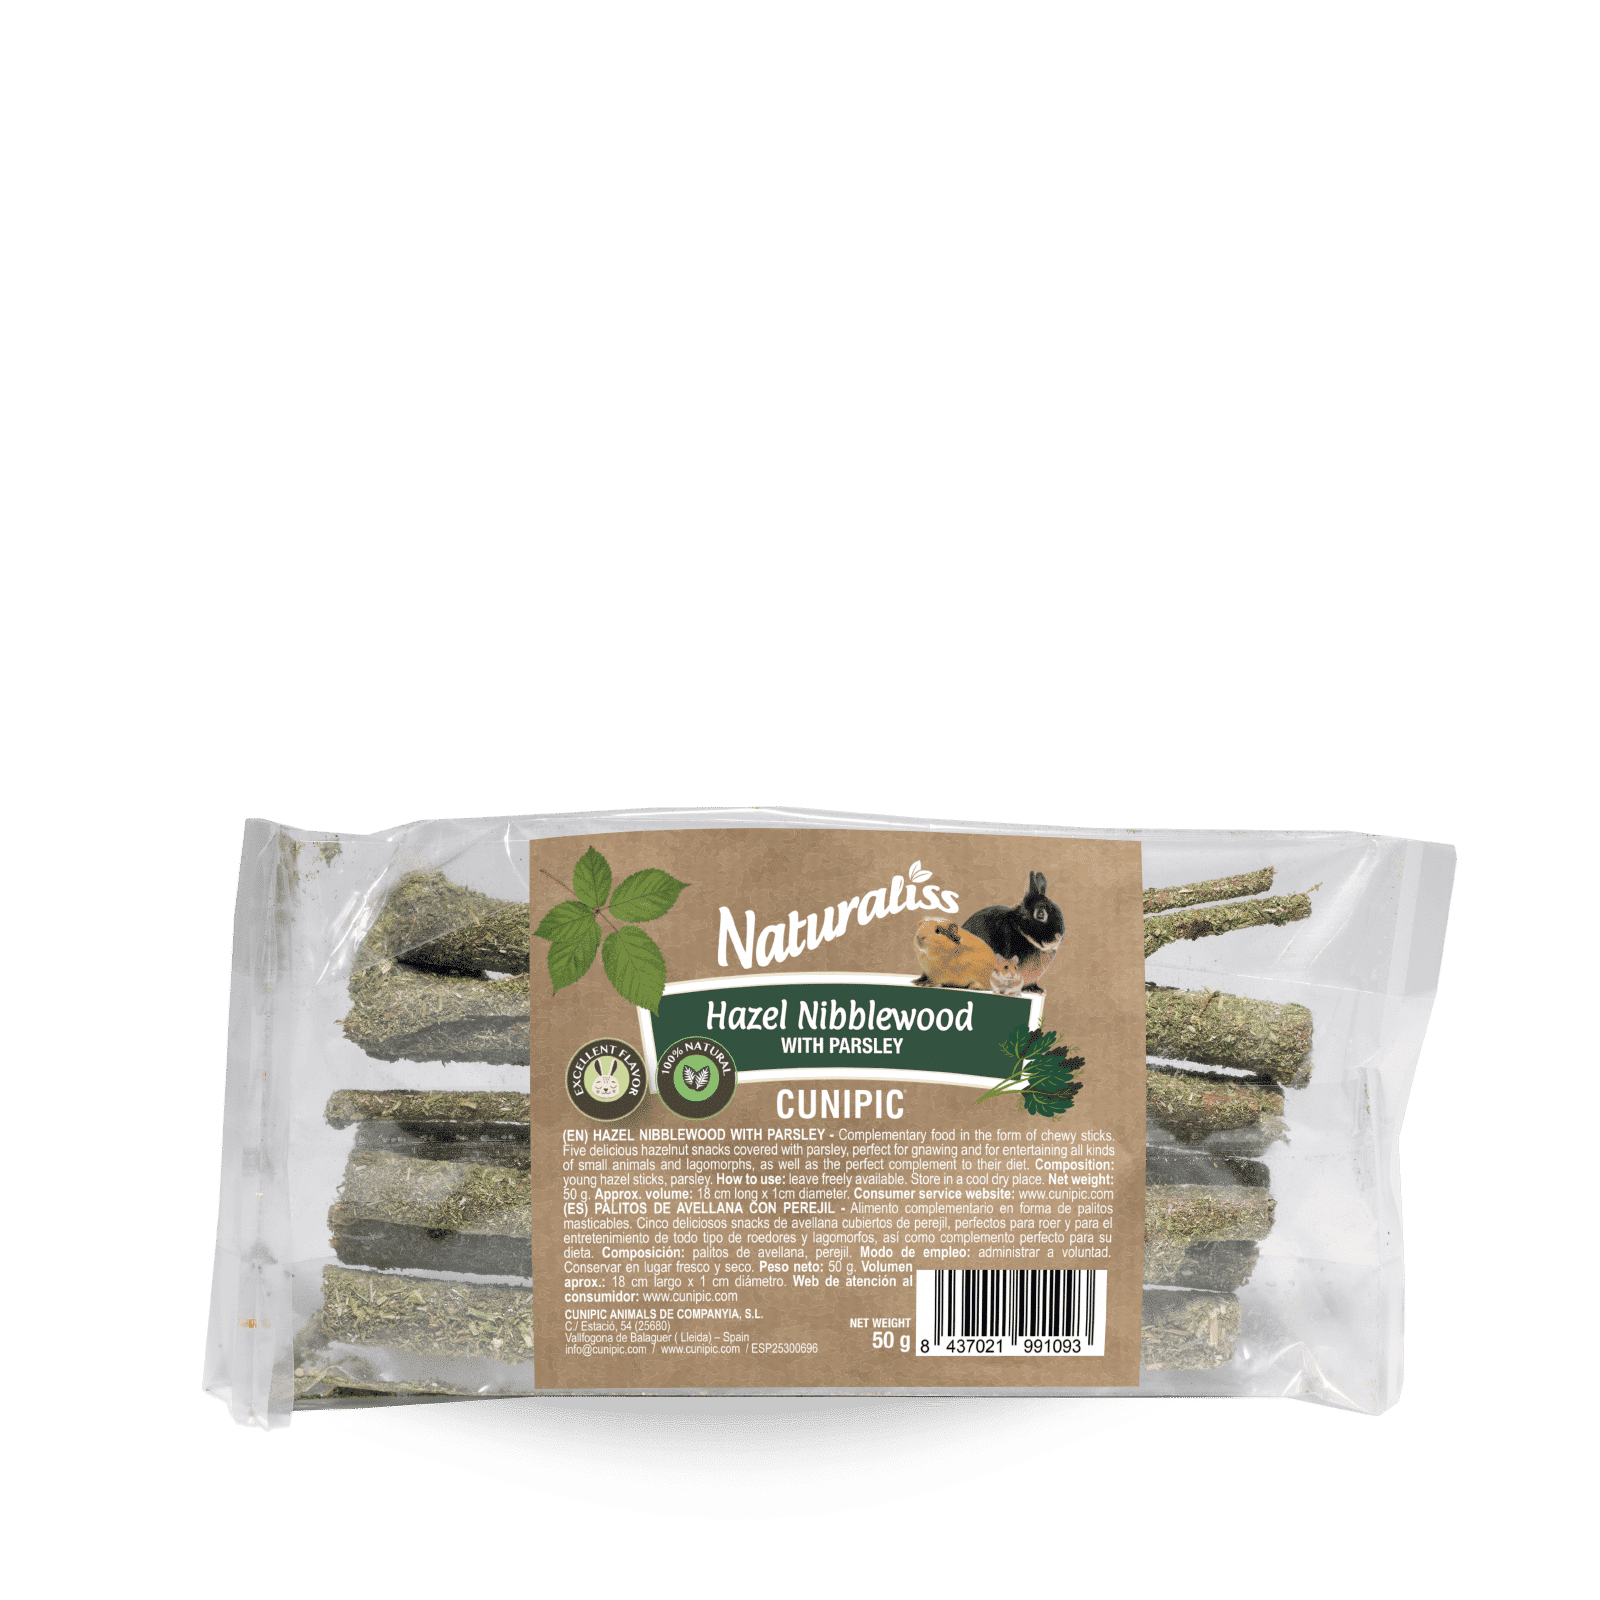 Naturaliss
Hazel Nibblewood
WITH PARSLEY
EXCELLENT FLAVOR
100% NATURAL
CUNIPIC
(EN) HAZEL NIBBLEWOOD WITH PARSLEY - Complementary food in the form of chewy sticks.
Five delicious hazelnut snacks covered with parsley, perfect for gnawing and for entertaining all kinds
of small animals and lagomorphs, as well as the perfect complement to their diet. Composition:
young hazel sticks, parsley. How to use: leave freely available. Store in a cool dry place. Net weight:
50 g. Approx. volume: 18 cm long x 1cm diameter. Consumer service website: www.cunipic.com
(ES) PALITOS DE AVELLANA CON PEREJIL - Alimento complementario en forma de palitos
masticables. Cinco deliciosos snacks de avellana cubiertos de perejil, perfectos para roer y para el
entretenimiento de todo tipo de roedores y lagomorfos, así como complemento perfecto para su
dieta. Composición: palitos de avellana, perejil. Modo de empleo: administrar a voluntad.
Conservar en lugar fresco y seco. Peso neto: 50 g. Volumen
aprox.: 18 cm largo x 1 cm diámetro. Web de atención al
consumidor: www.cunipic.com
CUNIPIC ANIMALS DE COMPANYIA, S.L.
C./ Estació, 54 (25680)
Vallfogona de Balaguer ( Lleida) – Spain
info@cunipic.com / www.cunipic.com / ESP25300696
NET WEIGHT
50 g
8 437021 991093